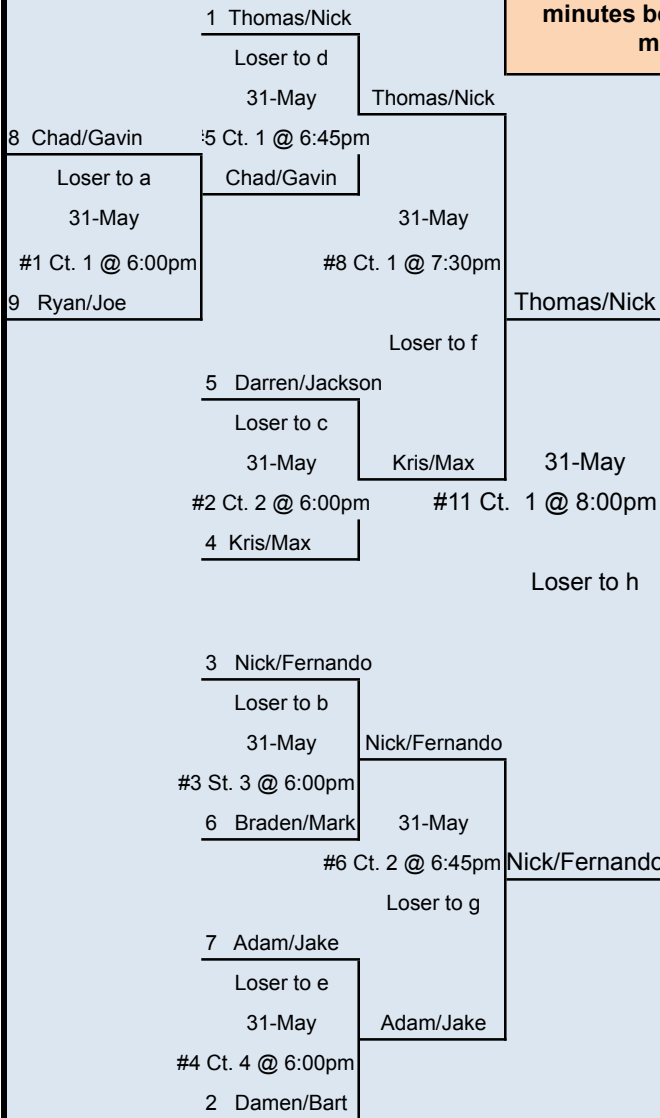 minutes
1 Thomas/Nick
Loser to d
31-May
Thomas/Nick
8 Chad/Gavin
5 Ct. 1 @ 6:45pm
Loser to a
Chad/Gavin
31-May
31-May
#1 Ct. 1 @ 6:00pm
#8 Ct. 1 @ 7:30pm
9 Ryan/Joe
Thomas/Nick
Loser to f
5 Darren/Jackson
Loser to c
31-May
Kris/Max
31-May
#2 Ct. 2 @ 6:00pm
#11 Ct. 1 @ 8:00pm
4 Kris/Max
Loser to h
3 Nick/Fernando
Loser to b
31-May
Nick/Fernando
#3 St. 3 @ 6:00pm
6 Braden/Mark
31-May
#6 Ct. 2 @ 6:45pm
Nick/Fernando
Loser to g
7 Adam/Jake
Loser to e
31-May
Adam/Jake
#4 Ct. 4 @ 6:00pm
2 Damen/Bart